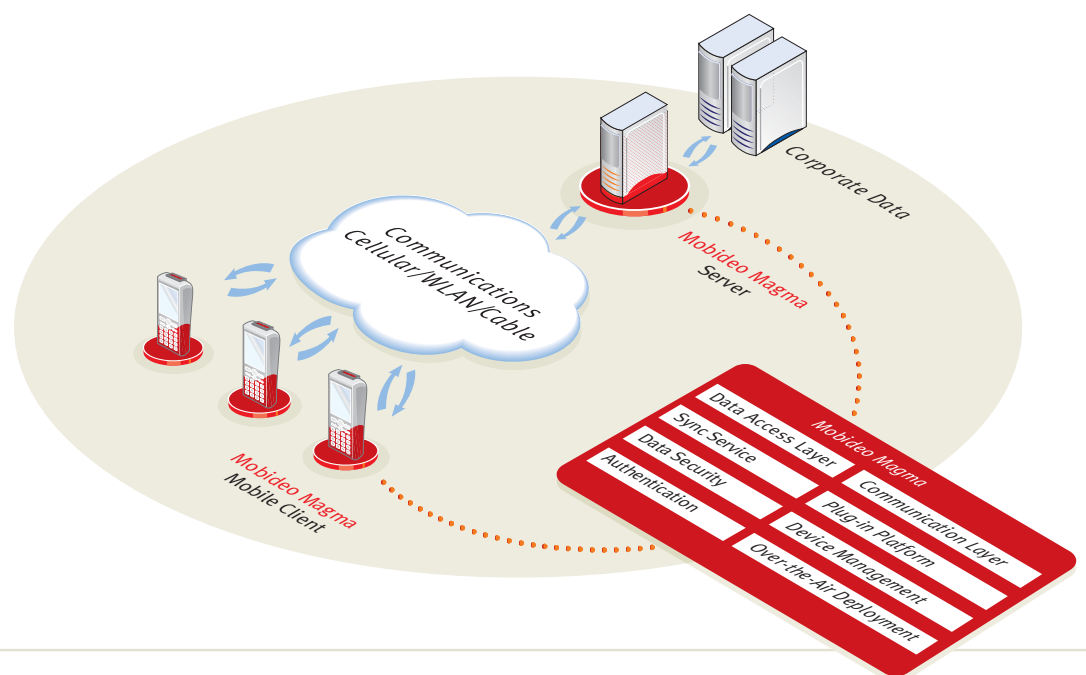 Corporate Data
Mobideo Magma
Server
Communications
Cellular/WLAN/Cable
Mobideo Magma
Mobile Client
Mobideo Magma
Data Access Layer
Sync Service
Data Security
Authentication
Communication Layer
Plug-in Platform
Device Management
Over-the-Air Deployment